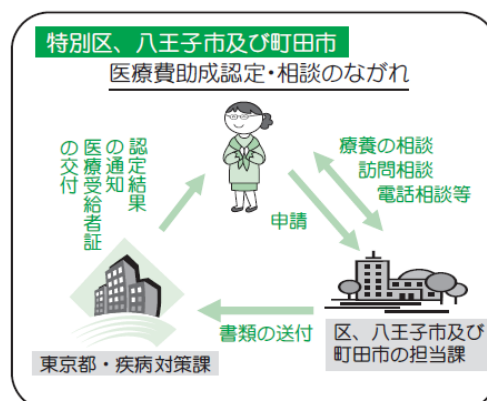 特別区、八王子市及び町田市
医療費助成認定・相談のながれ
認定結果
の通知
医療受給者証
の交付
療養の相談
訪問相談
電話相談等
申請
書類の送付
東京都・疾病対策課
区、八王子市及び
町田市の担当課